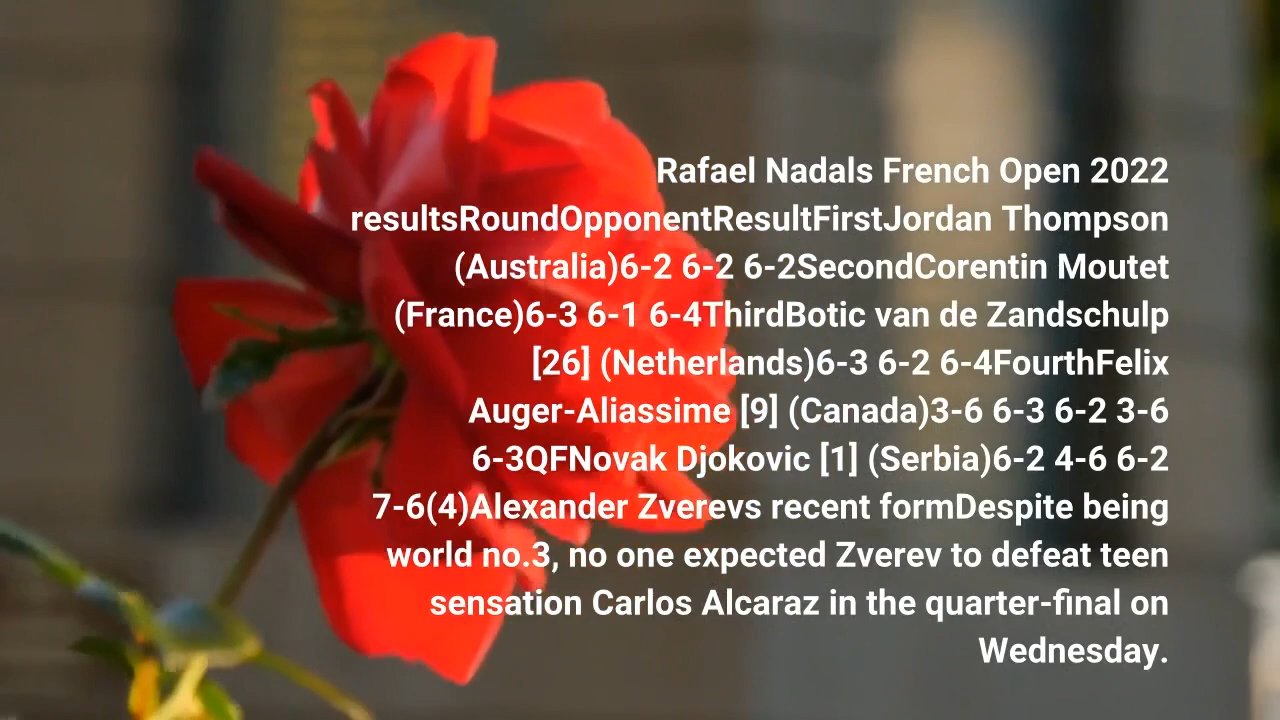 Rafael Nadals French Open 2022
resultsRoundOpponentResultFirstJordan Thompson
(Australia)6-2 6-2 6-2SecondCorentin Moutet
(France)6-3 6-1 6-4ThirdBotic van de Zandschulp
[26] (Netherlands)6-3 6-2 6-4FourthFelix
Auger-Aliassime [9] (Canada)3-6 6-3 6-2 3-6
6-3QFNovak Djokovic [1] (Serbia)6-2 4-6 6-2
7-6(4)Alexander Zverevs recent formDespite being
world no.3, no one expected Zverev to defeat teen
sensation Carlos Alcaraz in the quarter-final on
Wednesday.